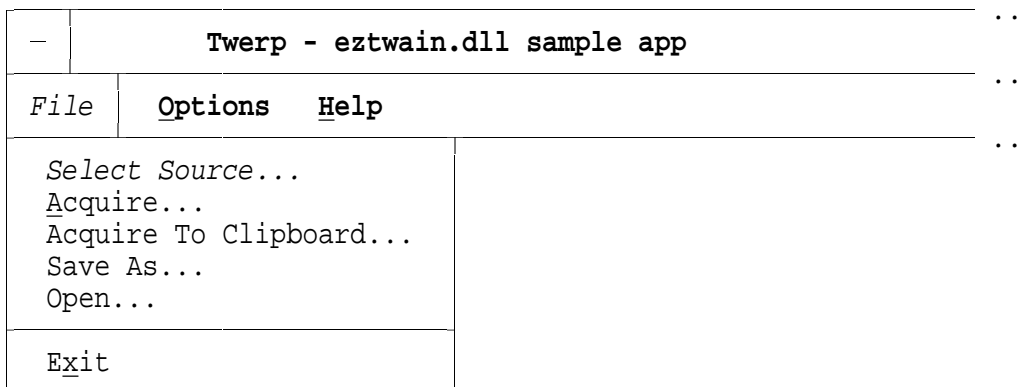 — Twerp - eztwain.dll sample app ..
File Options Help ..
..
Select Source...
Acquire...
Acquire To Clipboard...
Save As...
Open...
Exit